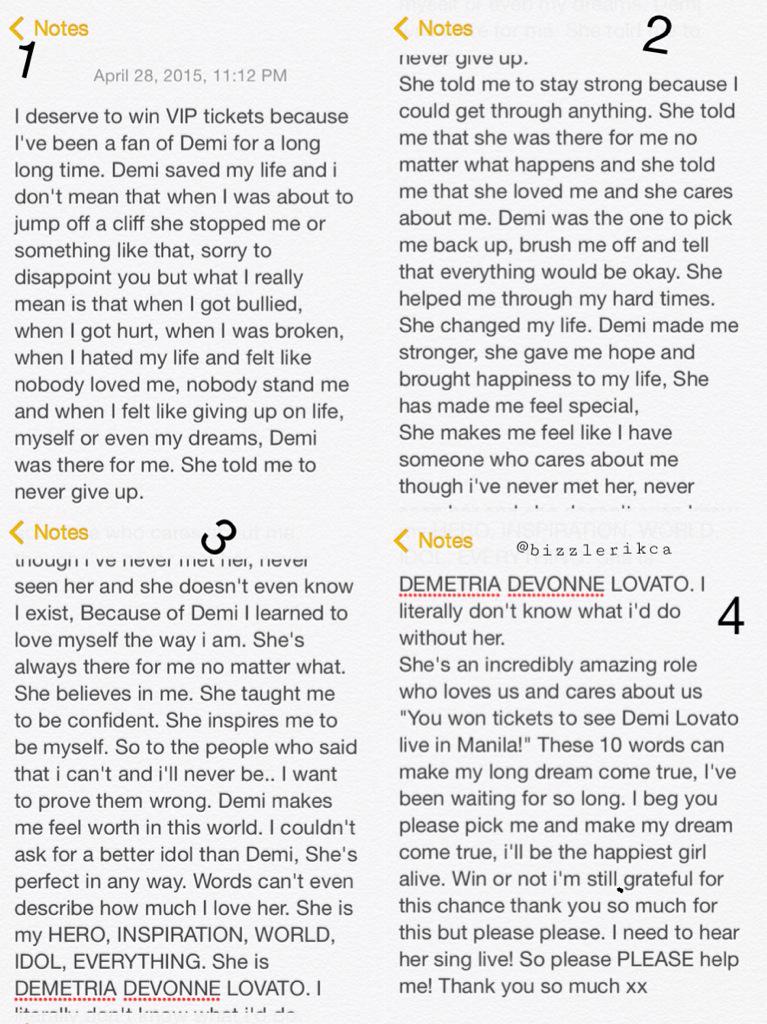 Notes
1
April 28, 2015, 11:12 PM
I deserve to win VIP tickets because
I've been a fan of Demi for a long
long time. Demi saved my life and i
don't mean that when I was about to
jump off a cliff she stopped me or
something like that, sorry to
disappoint you but what I really
mean is that when I got bullied,
when I got hurt, when I was broken,
when I hated my life and felt like
nobody loved me, nobody stand me
and when I felt like giving up on life,
myself or even my dreams, Demi
was there for me. She told me to
never give up.
Notes
2
never give up.
She told me to stay strong because I
could get through anything. She told
me that she was there for me no
matter what happens and she told
me that she loved me and she cares
about me. Demi was the one to pick
me back up, brush me off and tell
that everything would be okay. She
helped me through my hard times.
She changed my life. Demi made me
stronger, she gave me hope and
brought happiness to my life, She
has made me feel special,
She makes me feel like I have
someone who cares about me
though i've never met her, never
Notes
3
though i've never met her, never
seen her and she doesn't even know
I exist, Because of Demi I learned to
love myself the way i am. She's
always there for me no matter what.
She believes in me. She taught me
to be confident. She inspires me to
be myself. So to the people who said
that i can't and i'll never be.. I want
to prove them wrong. Demi makes
me feel worth in this world. I couldn't
ask for a better idol than Demi, She's
perfect in any way. Words can't even
describe how much I love her. She is
my HERO, INSPIRATION, WORLD,
IDOL, EVERYTHING. She is
DEMETRIA DEVONNE LOVATO. I
literally don't know what i'd do
Notes
@bizzlerikca
4
DEMETRIA DEVONNE LOVATO. I
literally don't know what i'd do
without her.
She's an incredibly amazing role
who loves us and cares about us
"You won tickets to see Demi Lovato
live in Manila!" These 10 words can
make my long dream come true, I've
been waiting for so long. I beg you
please pick me and make my dream
come true, i'll be the happiest girl
alive. Win or not i'm still grateful for
this chance thank you so much for
this but please please. I need to hear
her sing live! So please PLEASE help
me! Thank you so much xx